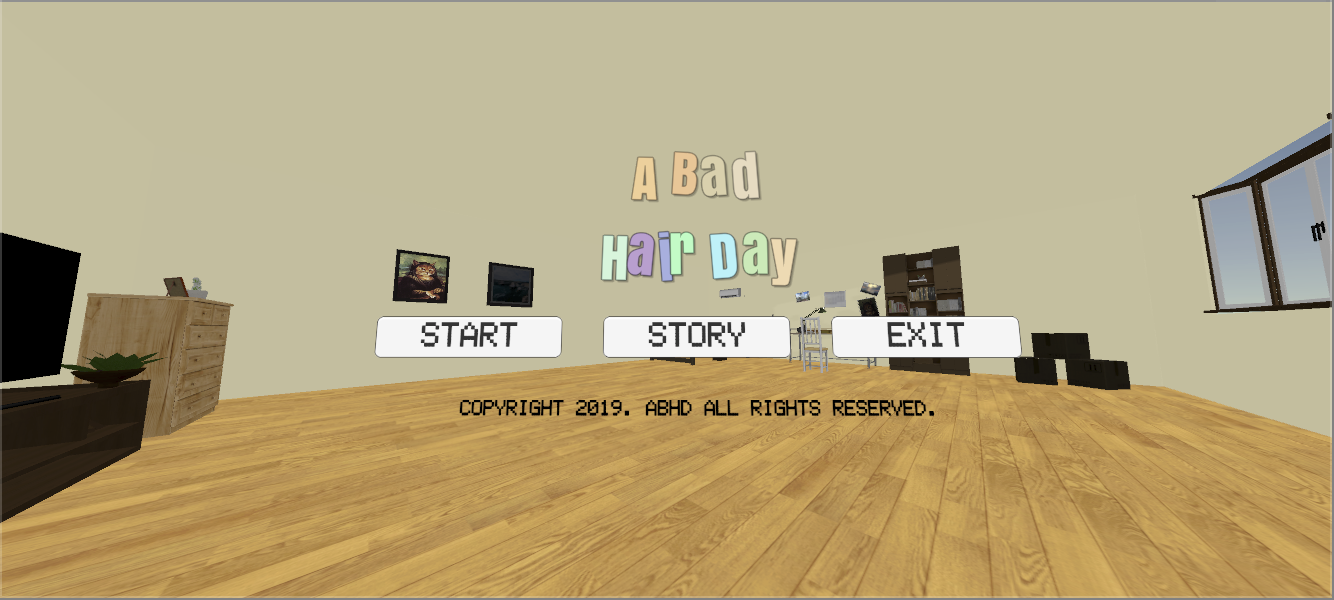 A Bad
Hair Day
START STORY EXIT
COPYRIGHT 2019. ABHD ALL RIGHTS RESERVED.